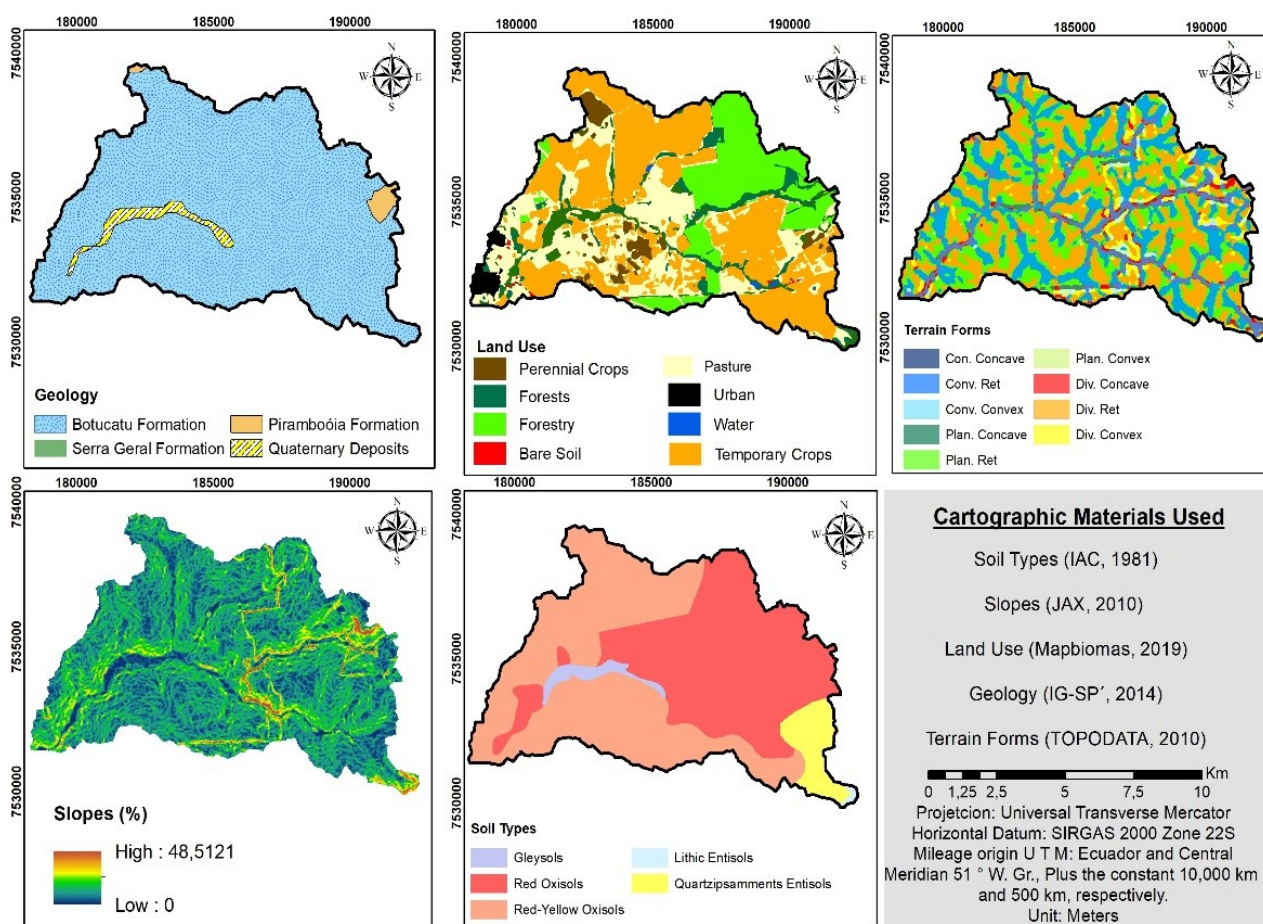 180000 185000 190000
7540000
7535000
7530000
N
W E
S
Geology
Botucatu Formation
Piramboóia Formation
Serra Geral Formation
Quaternary Deposits
180000 185000 190000
7540000
7535000
7530000
N
W E
S
Land Use
Perennial Crops
Pasture
Forests
Urban
Forestry
Water
Bare Soil
Temporary Crops
180000 185000 190000
7540000
7535000
7530000
N
W E
S
Terrain Forms
Con. Concave
Plan. Convex
Conv. Ret
Div. Concave
Conv. Convex
Div. Ret
Plan. Concave
Div. Convex
Plan. Ret
180000 185000 190000
7540000
7535000
7530000
N
W E
S
Slopes (%)
High : 48,5121
Low : 0
180000 185000 190000
7540000
7535000
7530000
N
W E
S
Soil Types
Gleysols
Lithic Entisols
Red Oxisols
Quartzipsamments Entisols
Red-Yellow Oxisols
Cartographic Materials Used
Soil Types (IAC, 1981)
Slopes (JAX, 2010)
Land Use (Mapbiomas, 2019)
Geology (IG-SP´, 2014)
Terrain Forms (TOPODATA, 2010)
Km
0 1,25 2,5 5 7,5 10
Projetcion: Universal Transverse Mercator
Horizontal Datum: SIRGAS 2000 Zone 22S
Mileage origin U T M: Ecuador and Central
Meridian 51 ° W. Gr., Plus the constant 10,000 km
and 500 km, respectively.
Unit: Meters